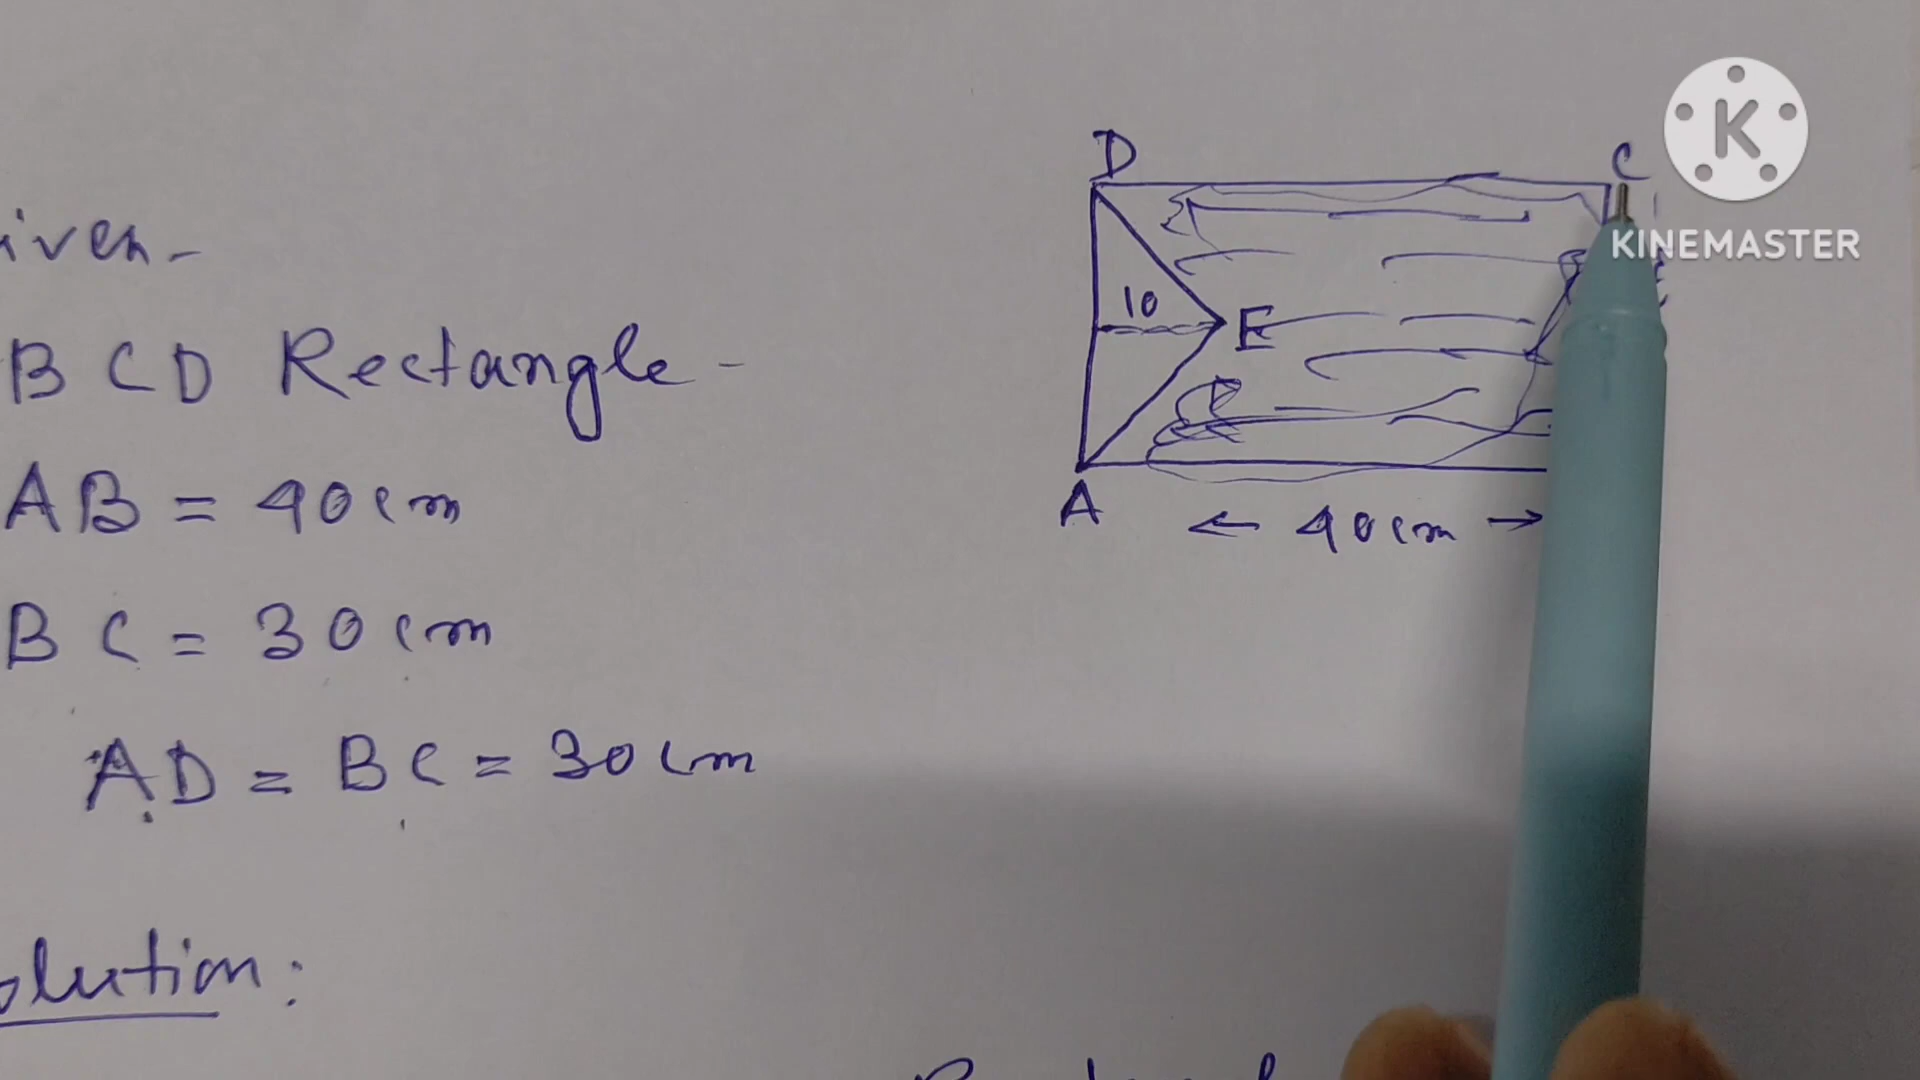 iven-
BCD Rectangle-
AB = 40cm
BC = 30cm
AD = BC = 30cm
olution:
D
C
10
E
A
← 40cm →
K
KINEMASTER